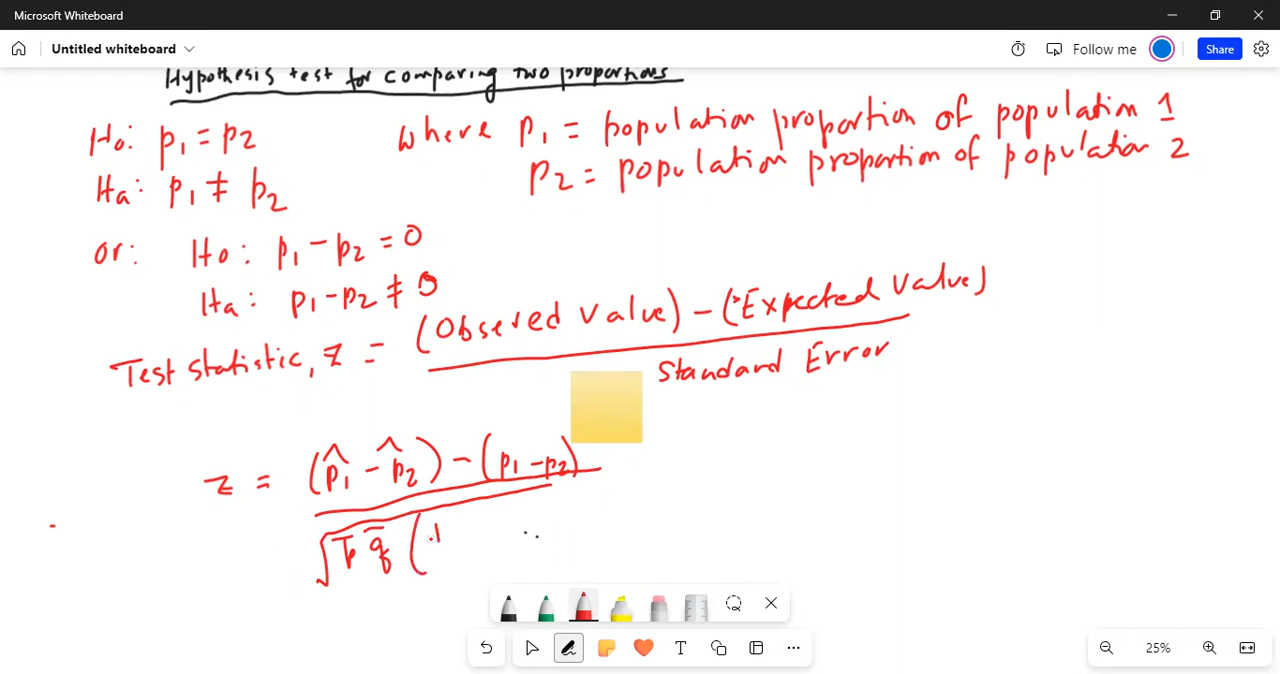 Microsoft Whiteboard
Untitled whiteboard
Follow me
Share
Hypothesis test for comparing two proportions
Ho: p₁ = p₂
where p₁ = population proportion of population 1
Ha: p₁ ≠ p₂
p₂ = population proportion of population 2
or: Ho: p₁ - p₂ = 0
Ha: p₁ - p₂ ≠ 0
Test statistic, z = (Obsered value) - (Expected value)
Standard Error
z = (p̂₁ - p̂₂) - (p₁ - p₂)
√p̅ q̅ (1
25%